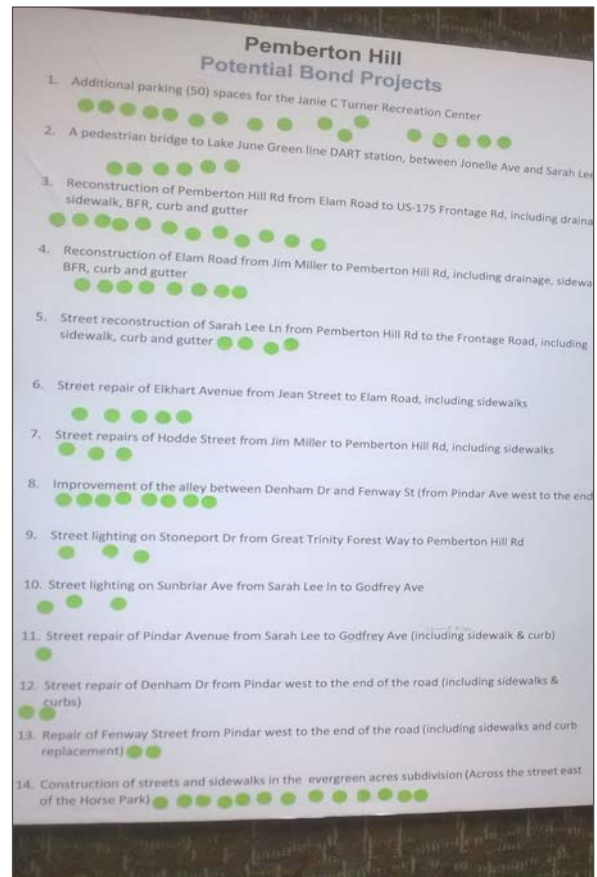 Pemberton Hill
Potential Bond Projects
1. Additional parking (50) spaces for the Janie C Turner Recreation Center
2. A pedestrian bridge to Lake June Green line DART station, between Jonelle Ave and Sarah Lee
3. Reconstruction of Pemberton Hill Rd from Elam Road to US-175 Frontage Rd, including draina
sidewalk, BFR, curb and gutter
4. Reconstruction of Elam Road from Jim Miller to Pemberton Hill Rd, including drainage, sidewa
BFR, curb and gutter
5. Street reconstruction of Sarah Lee Ln from Pemberton Hill Rd to the Frontage Road, including
sidewalk, curb and gutter
6. Street repair of Elkhart Avenue from Jean Street to Elam Road, including sidewalks
7. Street repairs of Hodde Street from Jim Miller to Pemberton Hill Rd, including sidewalks
8. Improvement of the alley between Denham Dr and Fenway St (from Pindar Ave west to the end
9. Street lighting on Stoneport Dr from Great Trinity Forest Way to Pemberton Hill Rd
10. Street lighting on Sunbriar Ave from Sarah Lee ln to Godfrey Ave
11. Street repair of Pindar Avenue from Sarah Lee to Godfrey Ave (including sidewalk & curb)
12. Street repair of Denham Dr from Pindar west to the end of the road (including sidewalks &
curbs)
13. Repair of Fenway Street from Pindar west to the end of the road (including sidewalks and curb
replacement)
14. Construction of streets and sidewalks in the evergreen acres subdivision (Across the street east
of the Horse Park)